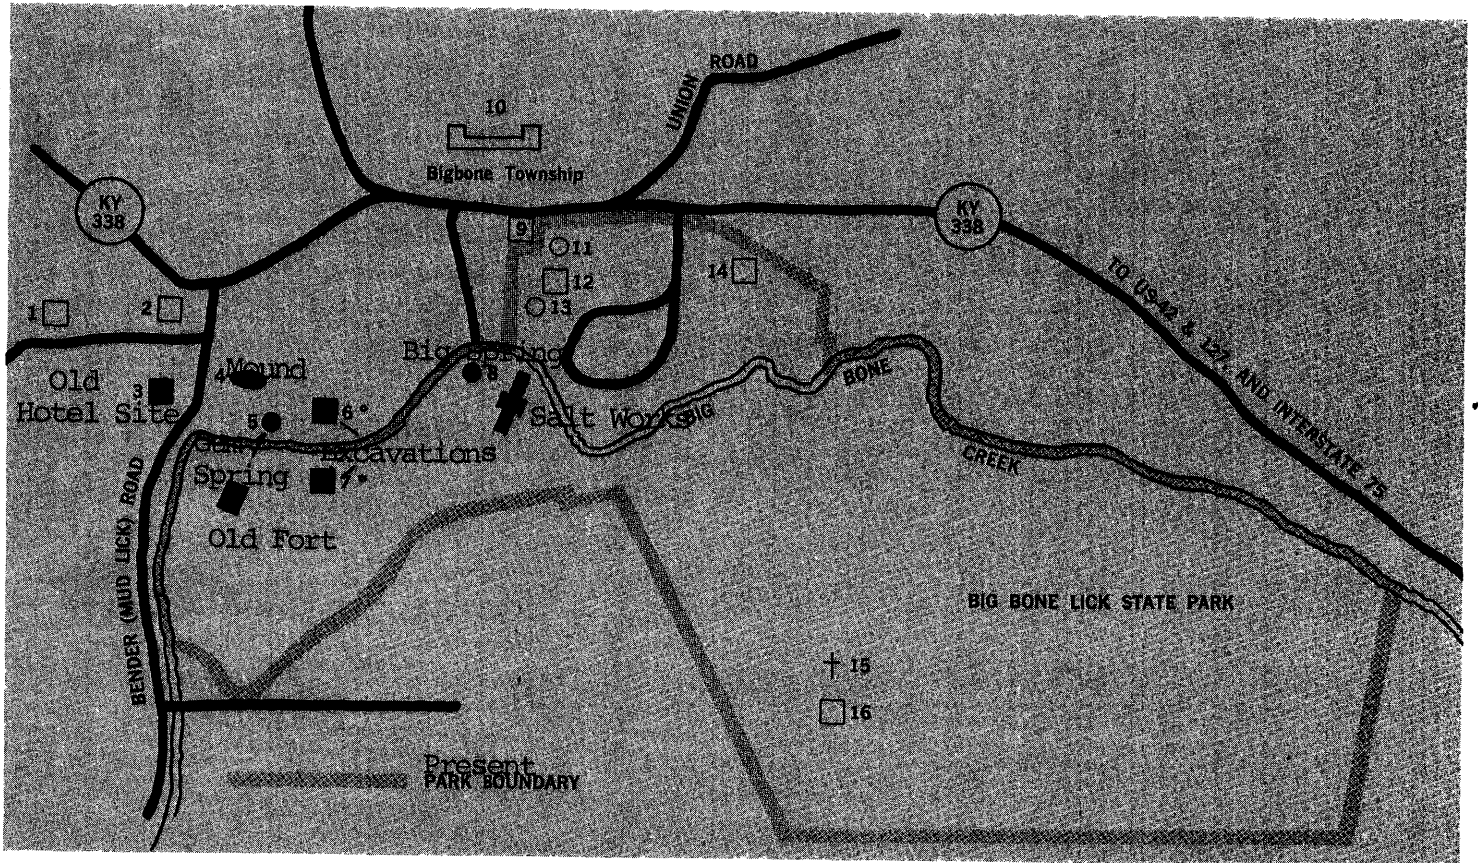 ROAD
UNION
10
Bigbone Township
KY
338
KY
338
9
11
12
13
14
TO US 42 & 127, AND INTERSTATE 75
1
2
Big Spring
8
Mound
4
Old
Hotel Site
3
5
6
Salt Works
BIG
BONE
CREEK
Gum
Spring
Excavations
7
Old Fort
BENDER (MUD LICK) ROAD
BIG BONE LICK STATE PARK
15
16
Present
PARK BOUNDARY